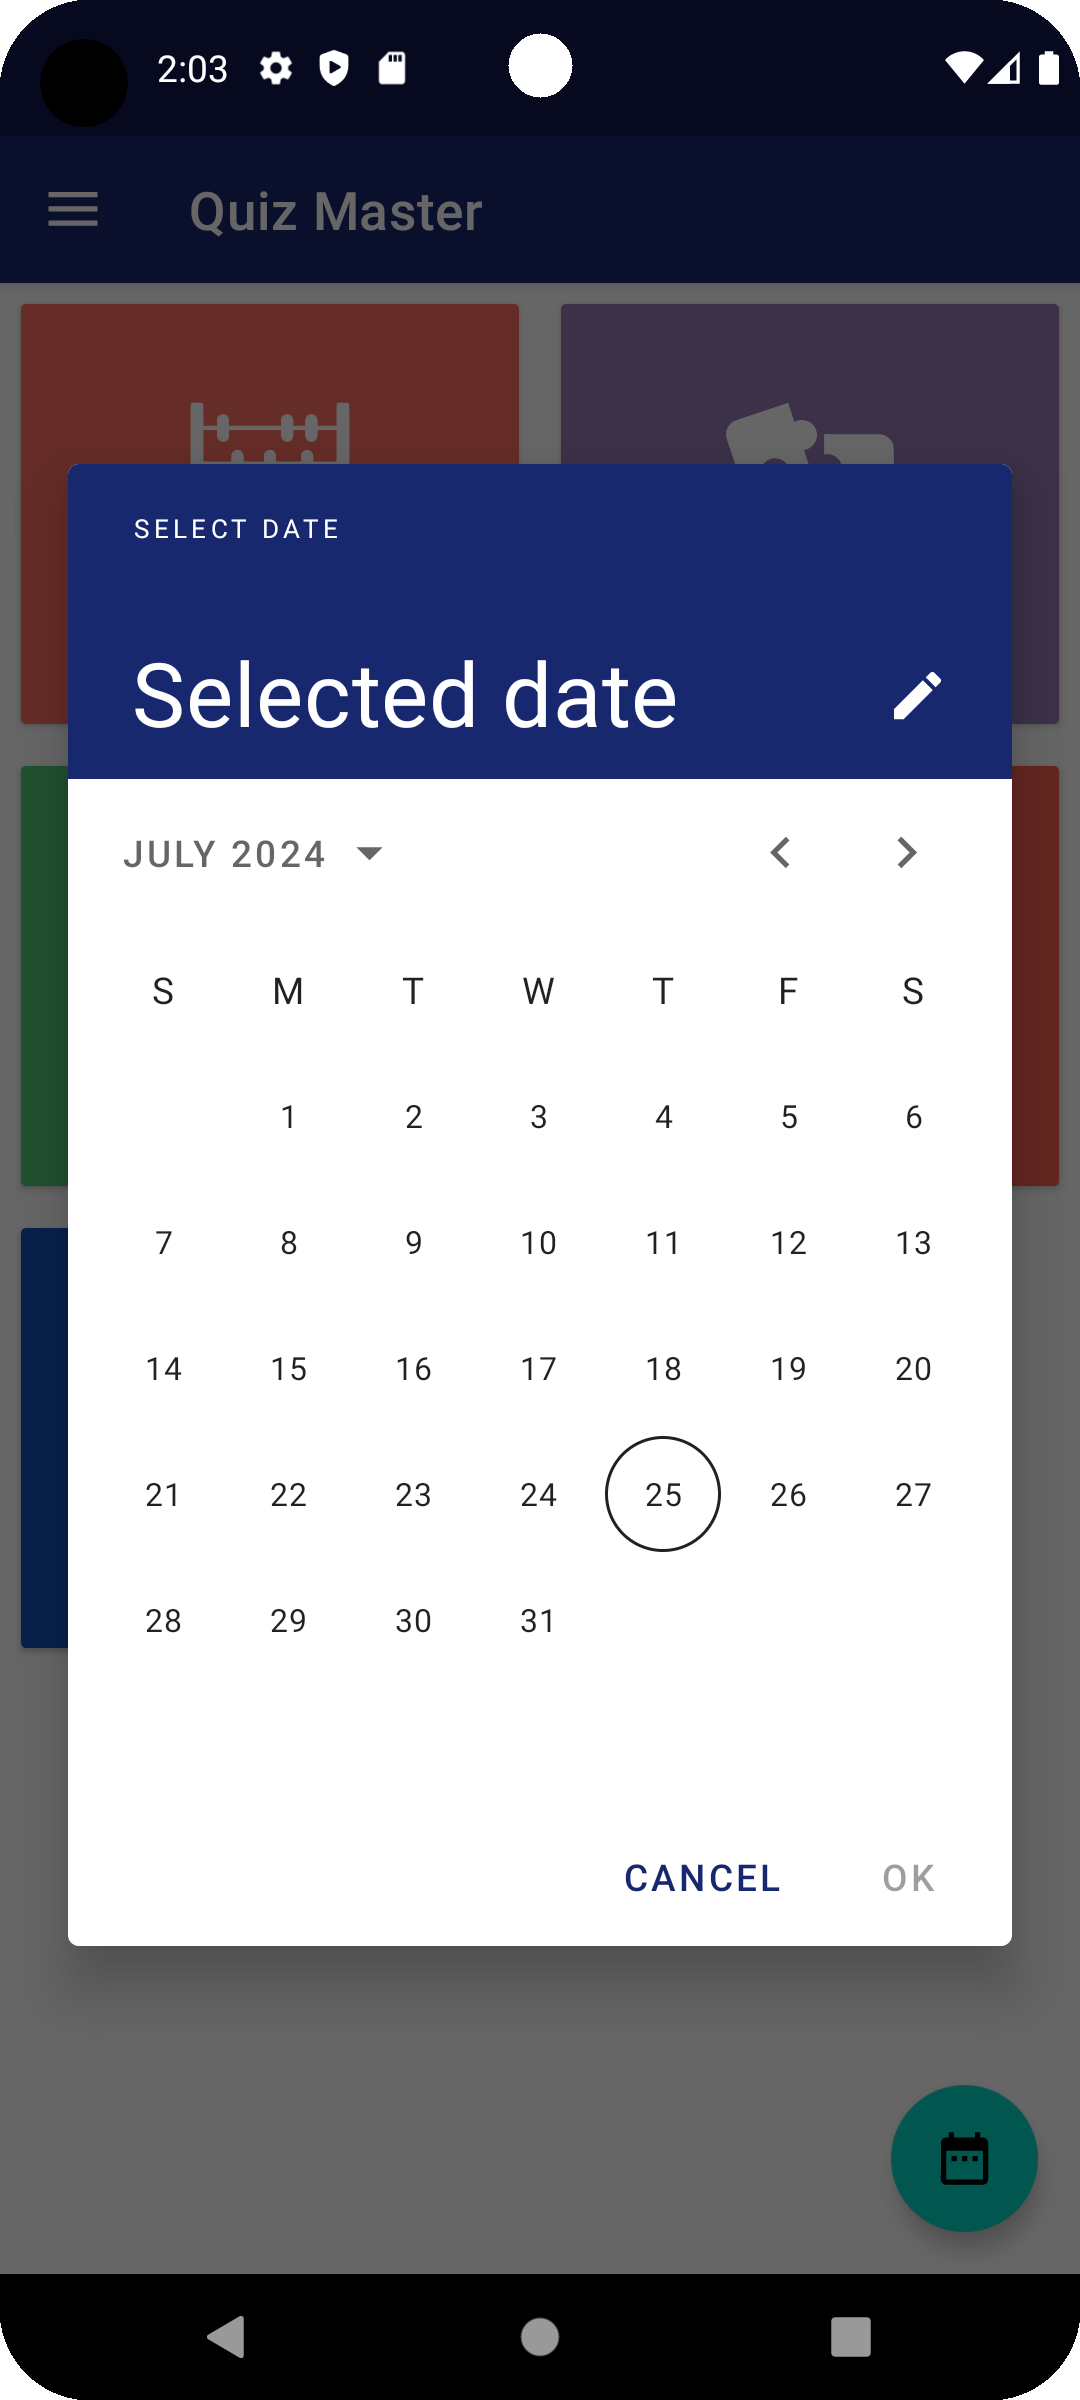 2:03
Quiz Master
SELECT DATE
Selected date
JULY 2024
S M T W T F S
1 2 3 4 5 6
7 8 9 10 11 12 13
14 15 16 17 18 19 20
21 22 23 24 25 26 27
28 29 30 31
CANCEL OK